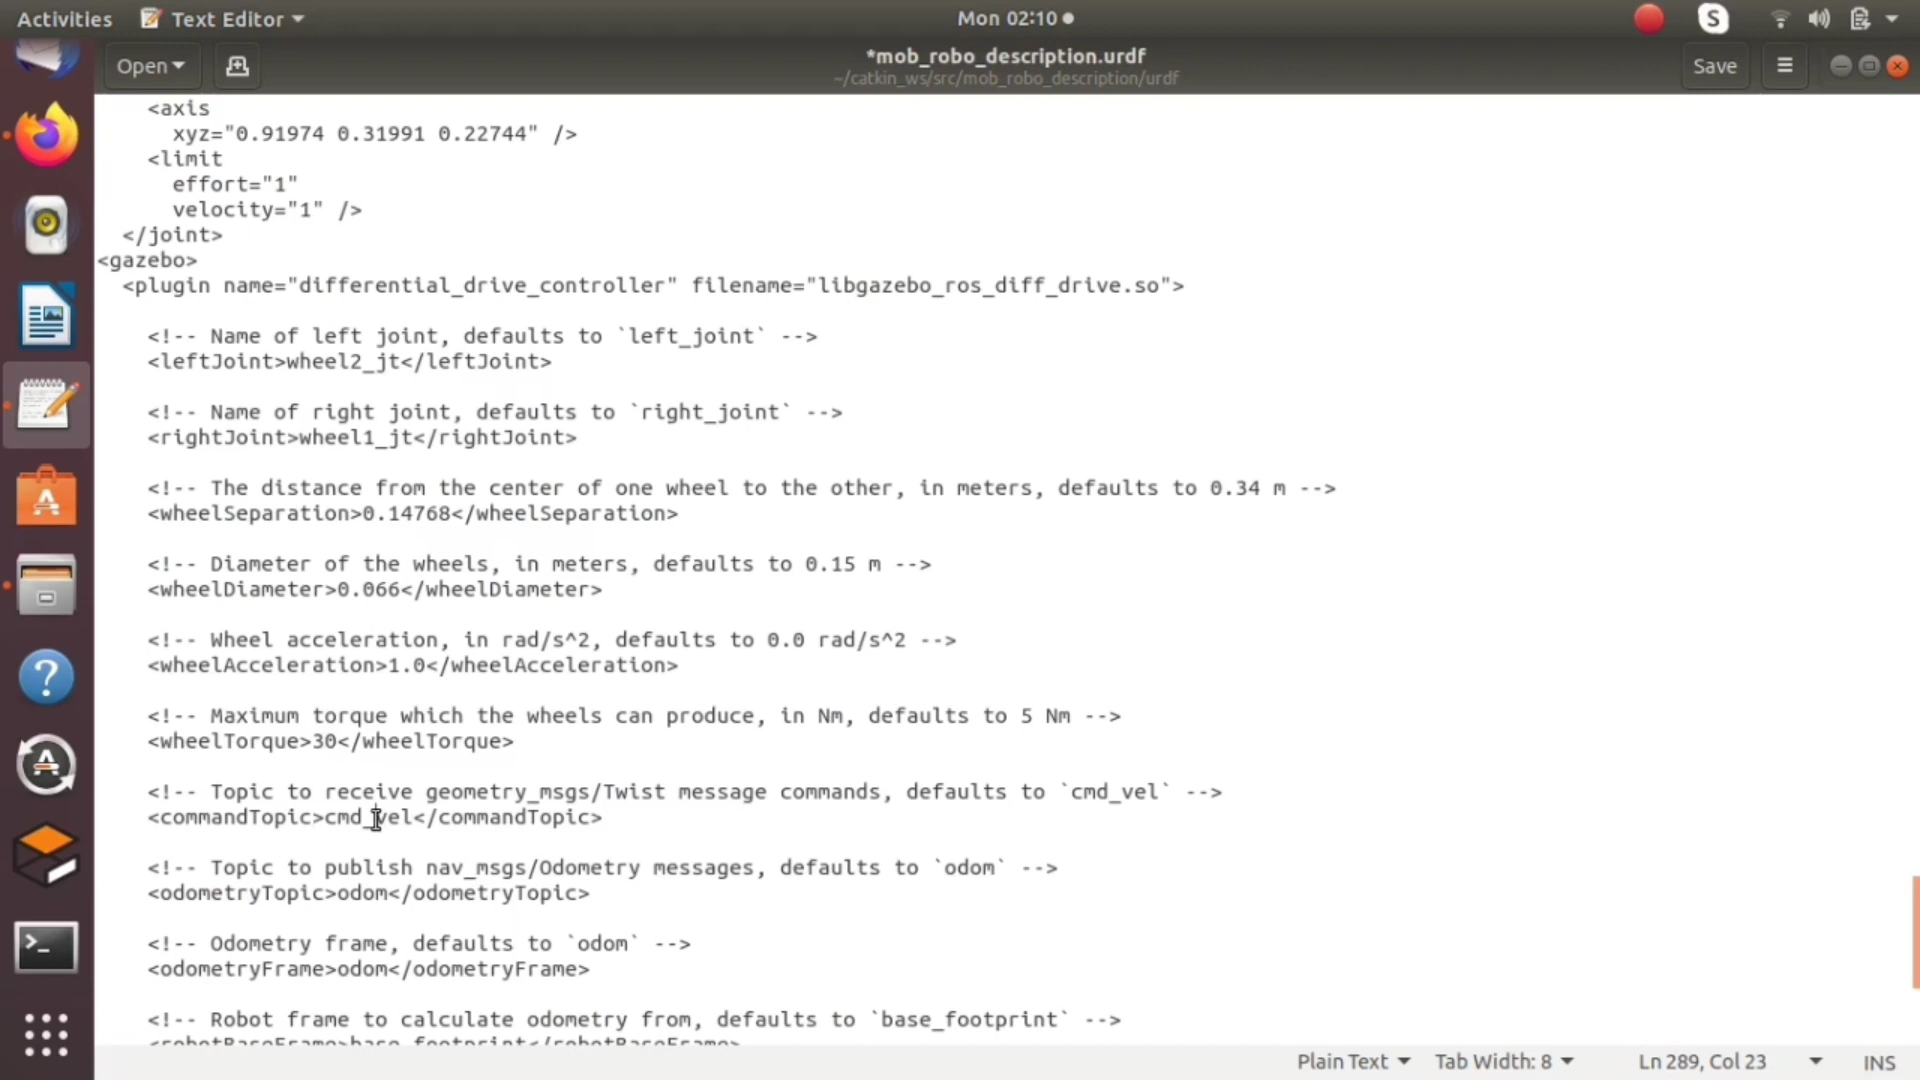 Activities
Text Editor
Mon 02:10
S
Open
*mob_robo_description.urdf
~/catkin_ws/src/mob_robo_description/urdf
Save
<axis
xyz="0.91974 0.31991 0.22744" />
<limit
effort="1"
velocity="1" />
</joint>
<gazebo>
<plugin name="differential_drive_controller" filename="libgazebo_ros_diff_drive.so">
<!-- Name of left joint, defaults to `left_joint` -->
<leftJoint>wheel2_jt</leftJoint>
<!-- Name of right joint, defaults to `right_joint` -->
<rightJoint>wheel1_jt</rightJoint>
<!-- The distance from the center of one wheel to the other, in meters, defaults to 0.34 m -->
<wheelSeparation>0.14768</wheelSeparation>
<!-- Diameter of the wheels, in meters, defaults to 0.15 m -->
<wheelDiameter>0.066</wheelDiameter>
<!-- Wheel acceleration, in rad/s^2, defaults to 0.0 rad/s^2 -->
<wheelAcceleration>1.0</wheelAcceleration>
<!-- Maximum torque which the wheels can produce, in Nm, defaults to 5 Nm -->
<wheelTorque>30</wheelTorque>
<!-- Topic to receive geometry_msgs/Twist message commands, defaults to `cmd_vel` -->
<commandTopic>cmd_vel</commandTopic>
<!-- Topic to publish nav_msgs/Odometry messages, defaults to `odom` -->
<odometryTopic>odom</odometryTopic>
<!-- Odometry frame, defaults to `odom` -->
<odometryFrame>odom</odometryFrame>
<!-- Robot frame to calculate odometry from, defaults to `base_footprint` -->
<robotBaseFrame>base_footprint</robotBaseFrame>
Plain Text
Tab Width: 8
Ln 289, Col 23
INS